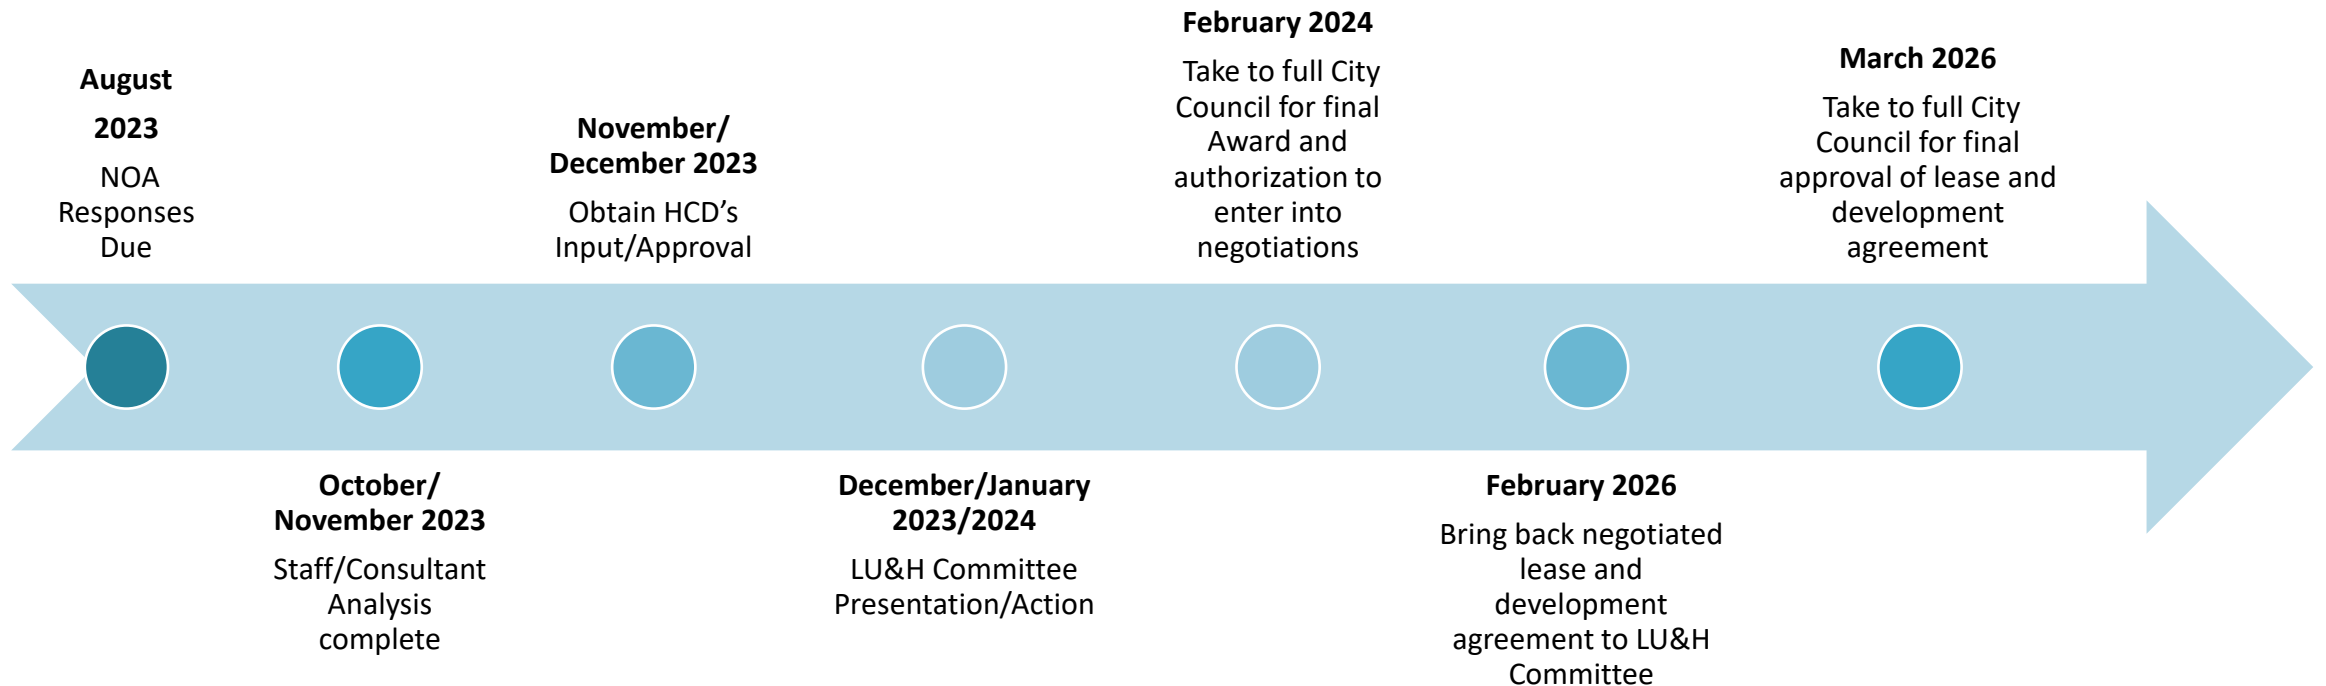 August
2023
NOA
Responses
Due
October/
November 2023
Staff/Consultant
Analysis
complete
November/
December 2023
Obtain HCD’s
Input/Approval
December/January
2023/2024
LU&H Committee
Presentation/Action
February 2024
Take to full City
Council for final
Award and
authorization to
enter into
negotiations
February 2026
Bring back negotiated
lease and
development
agreement to LU&H
Committee
March 2026
Take to full City
Council for final
approval of lease and
development
agreement